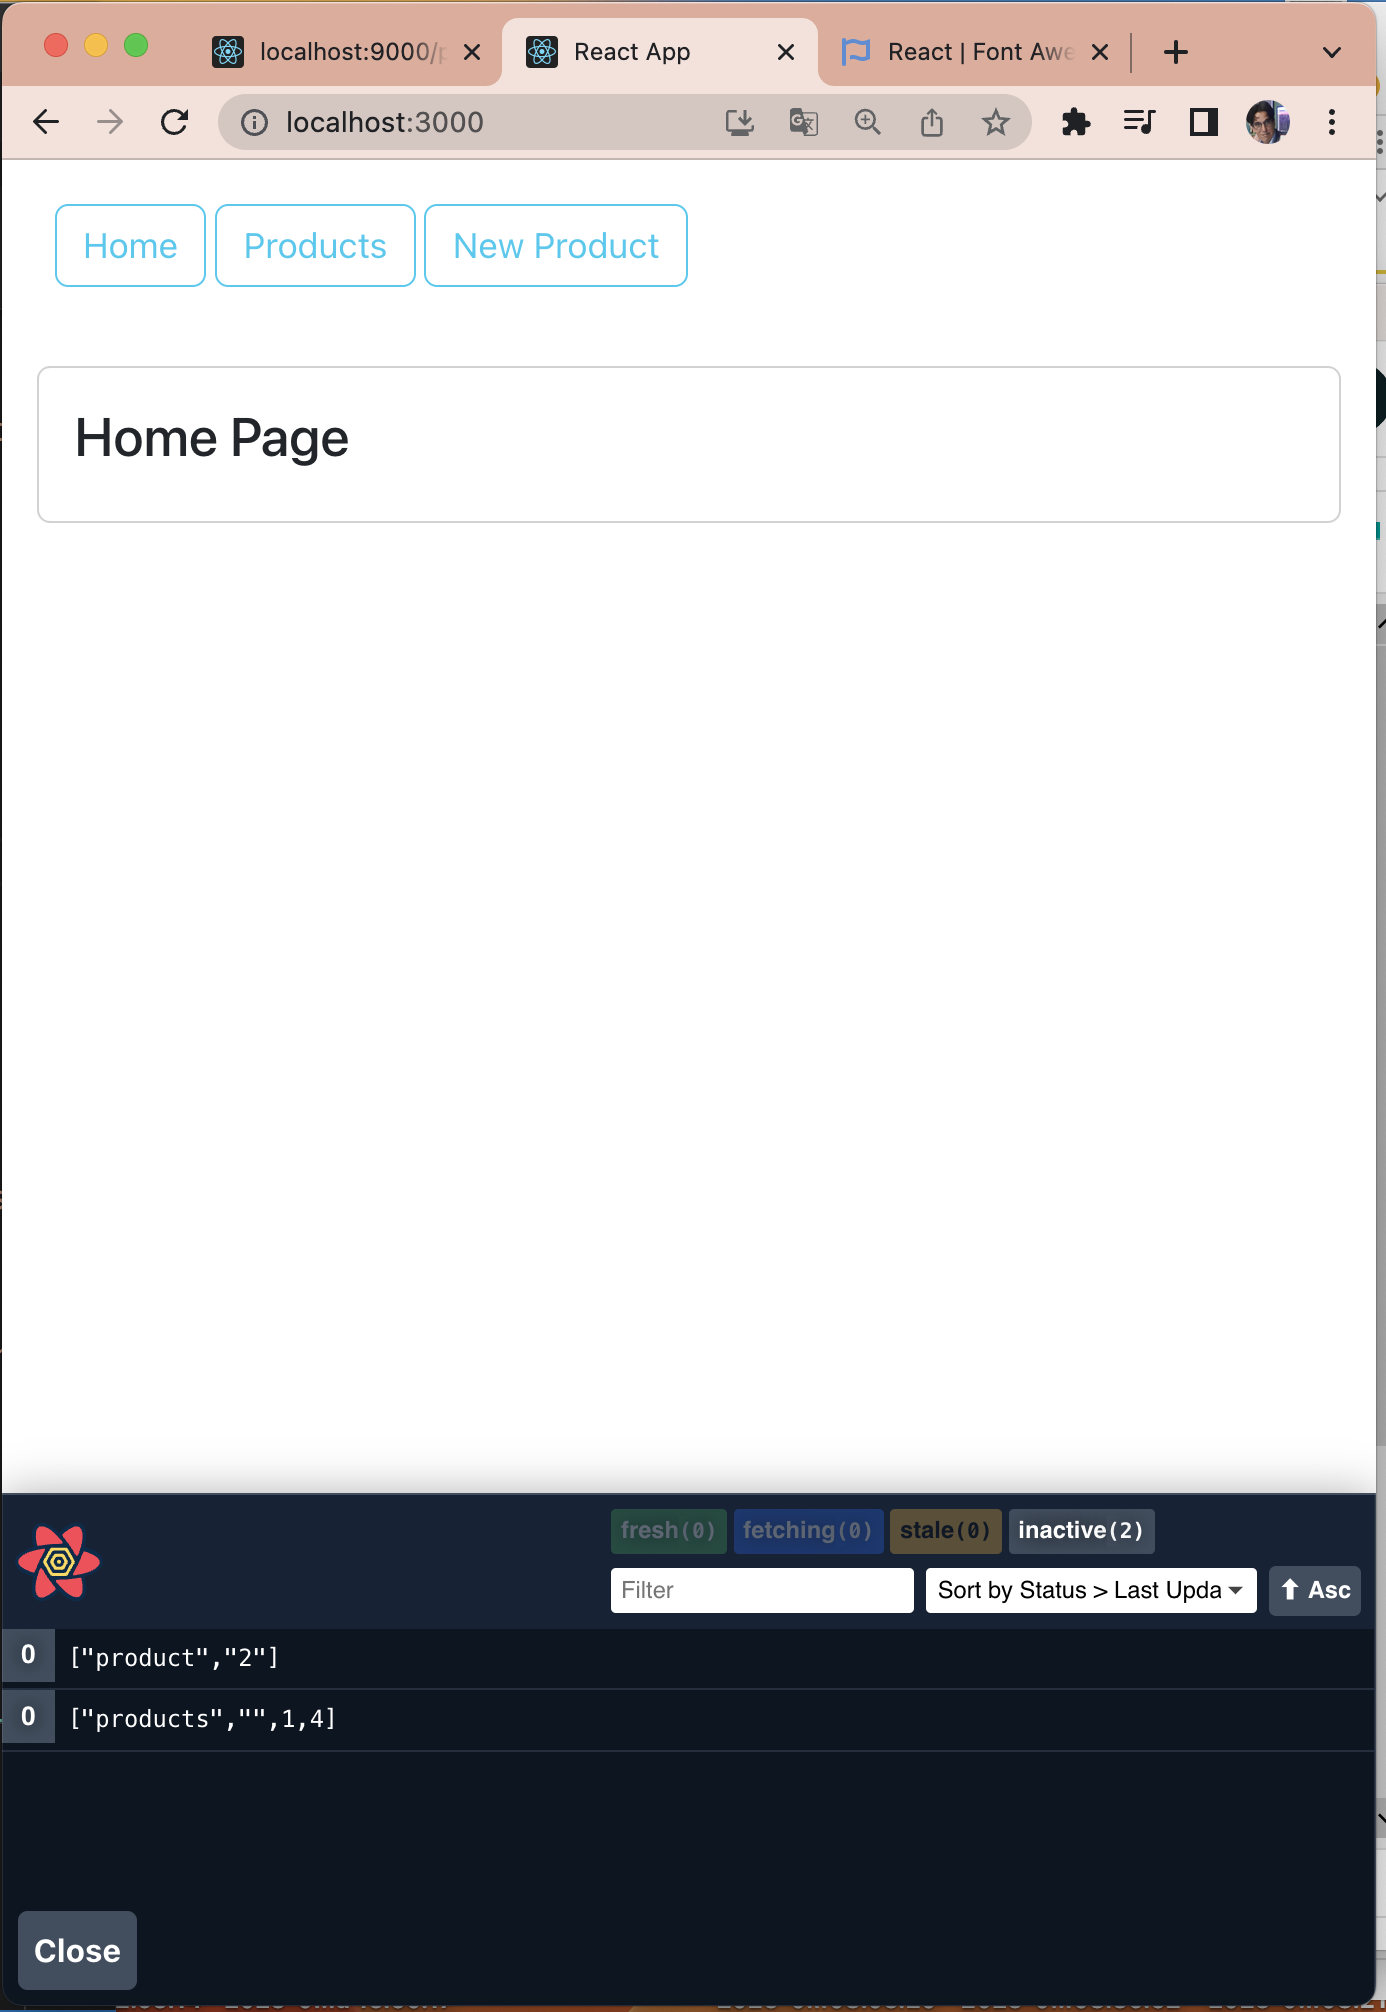 localhost:9000/
React App
React | Font Awe
localhost:3000
Home
Products
New Product
Home Page
fresh(0)
fetching(0)
stale(0)
inactive(2)
Filter
Sort by Status > Last Upda
Asc
0 ["product","2"]
0 ["products","",1,4]
Close